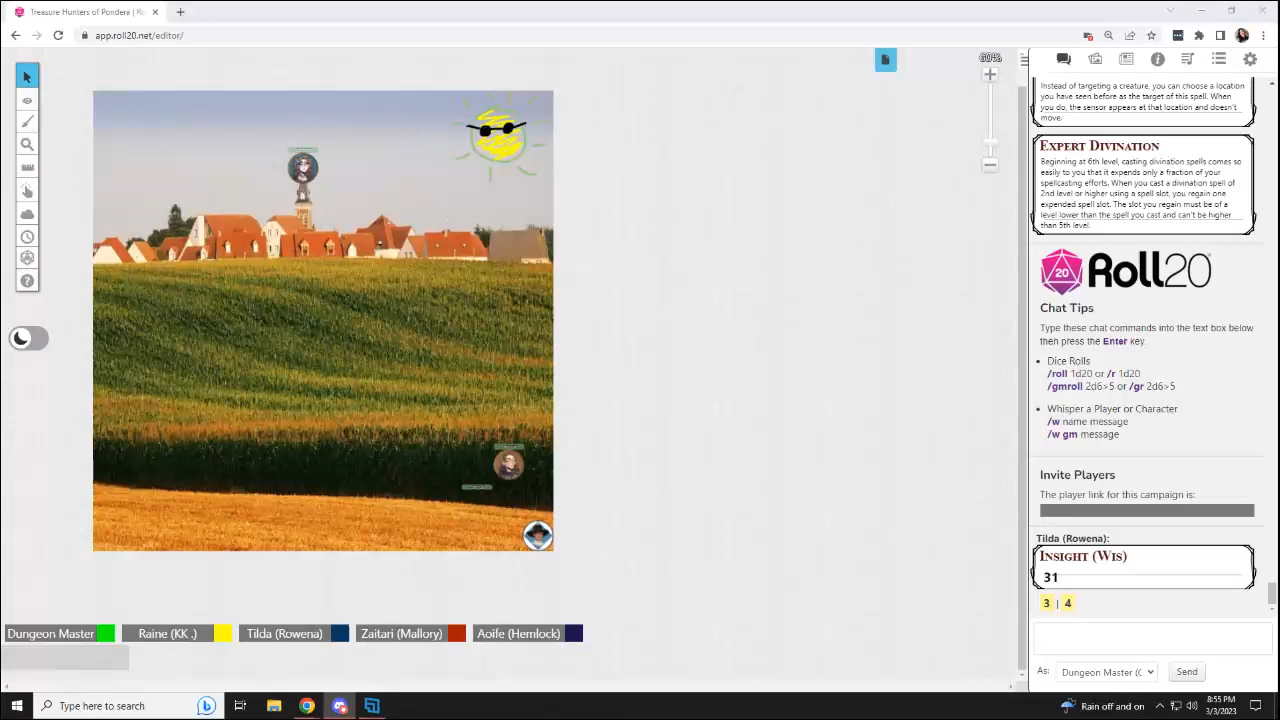 Treasure Hunters of Pondera | Ro
app.roll20.net/editor/
60%
Instead of targeting a creature, you can choose a location
you have seen before as the target of this spell. When
you do, the sensor appears at that location and doesn't
move.
EXPERT DIVINATION
Beginning at 6th level, casting divination spells comes so
easily to you that it expends only a fraction of your
spellcasting efforts. When you cast a divination spell of
2nd level or higher using a spell slot, you regain one
expended spell slot. The slot you regain must be of a
level lower than the spell you cast and can't be higher
than 5th level.
20 Roll20
Chat Tips
Type these chat commands into the text box below
then press the Enter key.
Dice Rolls
/roll 1d20 or /r 1d20
/gmroll 2d6>5 or /gr 2d6>5
Whisper a Player or Character
/w name message
/w gm message
Invite Players
The player link for this campaign is:
Tilda (Rowena):
INSIGHT (WIS)
31
3 | 4
Dungeon Master
Raine (KK .)
Tilda (Rowena)
Zaitari (Mallory)
Aoife (Hemlock)
As:
Dungeon Master (C
Send
Type here to search
Rain off and on
8:55 PM
3/3/2023